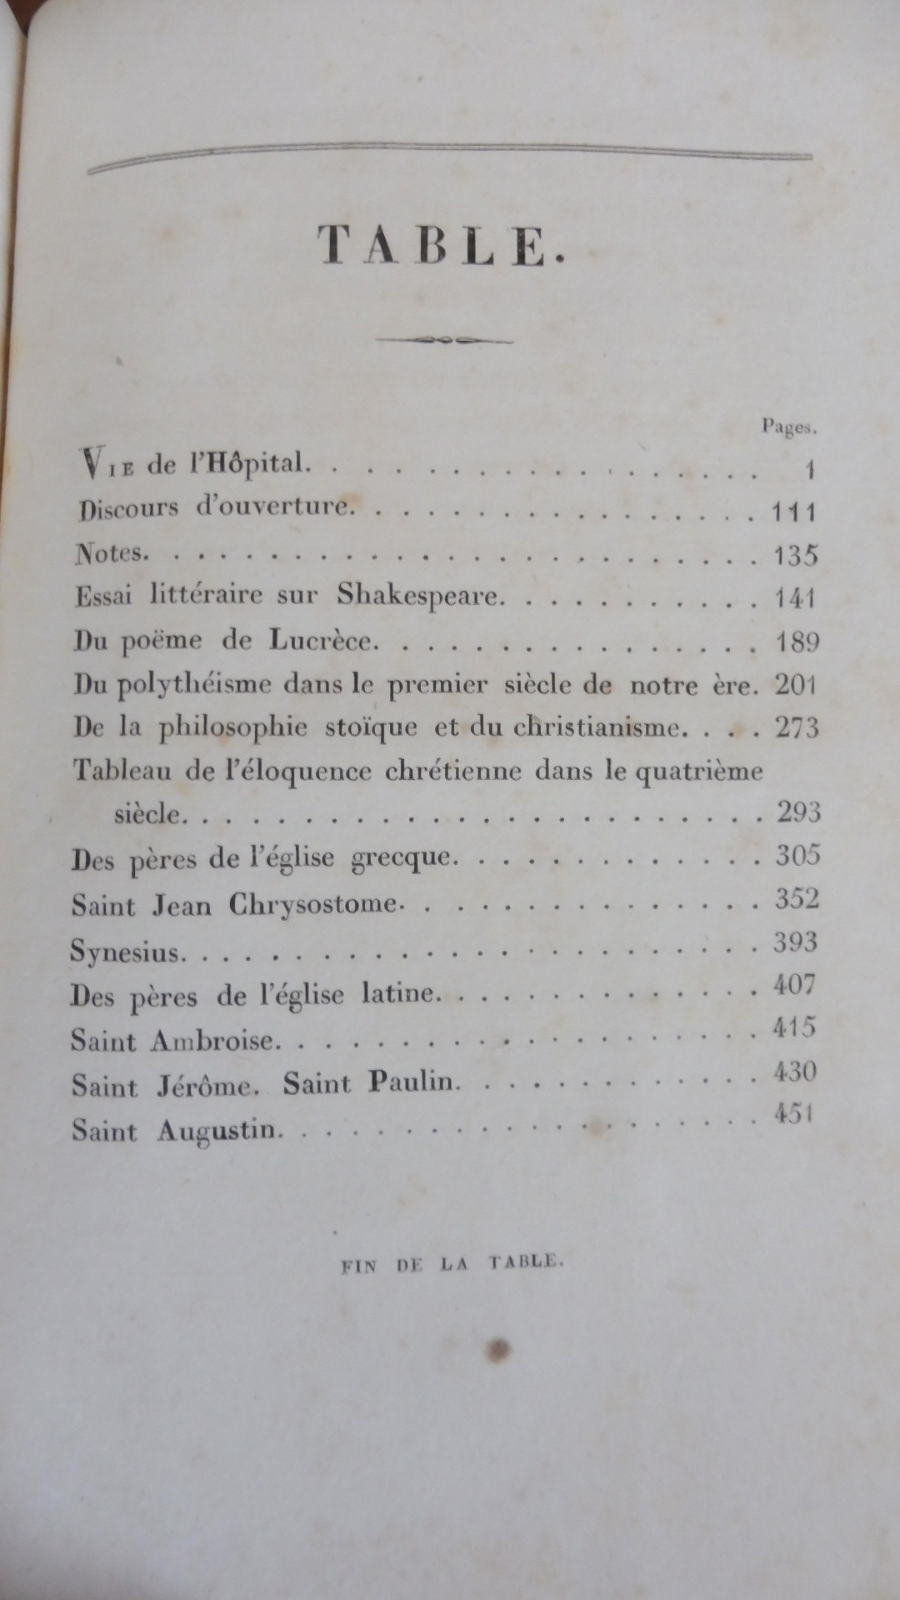 TABLE.
Pages.
VIE de l'Hôpital. . . . . . . . . . . . . . . . . 1
Discours d'ouverture. . . . . . . . . . . . . . . . 111
Notes. . . . . . . . . . . . . . . . . . . . . . . 135
Essai littéraire sur Shakespeare. . . . . . . . . . . 141
Du poëme de Lucrèce. . . . . . . . . . . . . . . 189
Du polythéisme dans le premier siècle de notre ère. 201
De la philosophie stoïque et du christianisme. . . . 273
Tableau de l'éloquence chrétienne dans le quatrième
siècle. . . . . . . . . . . . . . . . . . . . . . . 293
Des pères de l'église grecque. . . . . . . . . . . . 305
Saint Jean Chrysostome. . . . . . . . . . . . . . 352
Synesius. . . . . . . . . . . . . . . . . . . . . . 393
Des pères de l'église latine. . . . . . . . . . . . . 407
Saint Ambroise. . . . . . . . . . . . . . . . . . . 415
Saint Jérôme. Saint Paulin. . . . . . . . . . . . 430
Saint Augustin. . . . . . . . . . . . . . . . . . . 451
FIN DE LA TABLE.